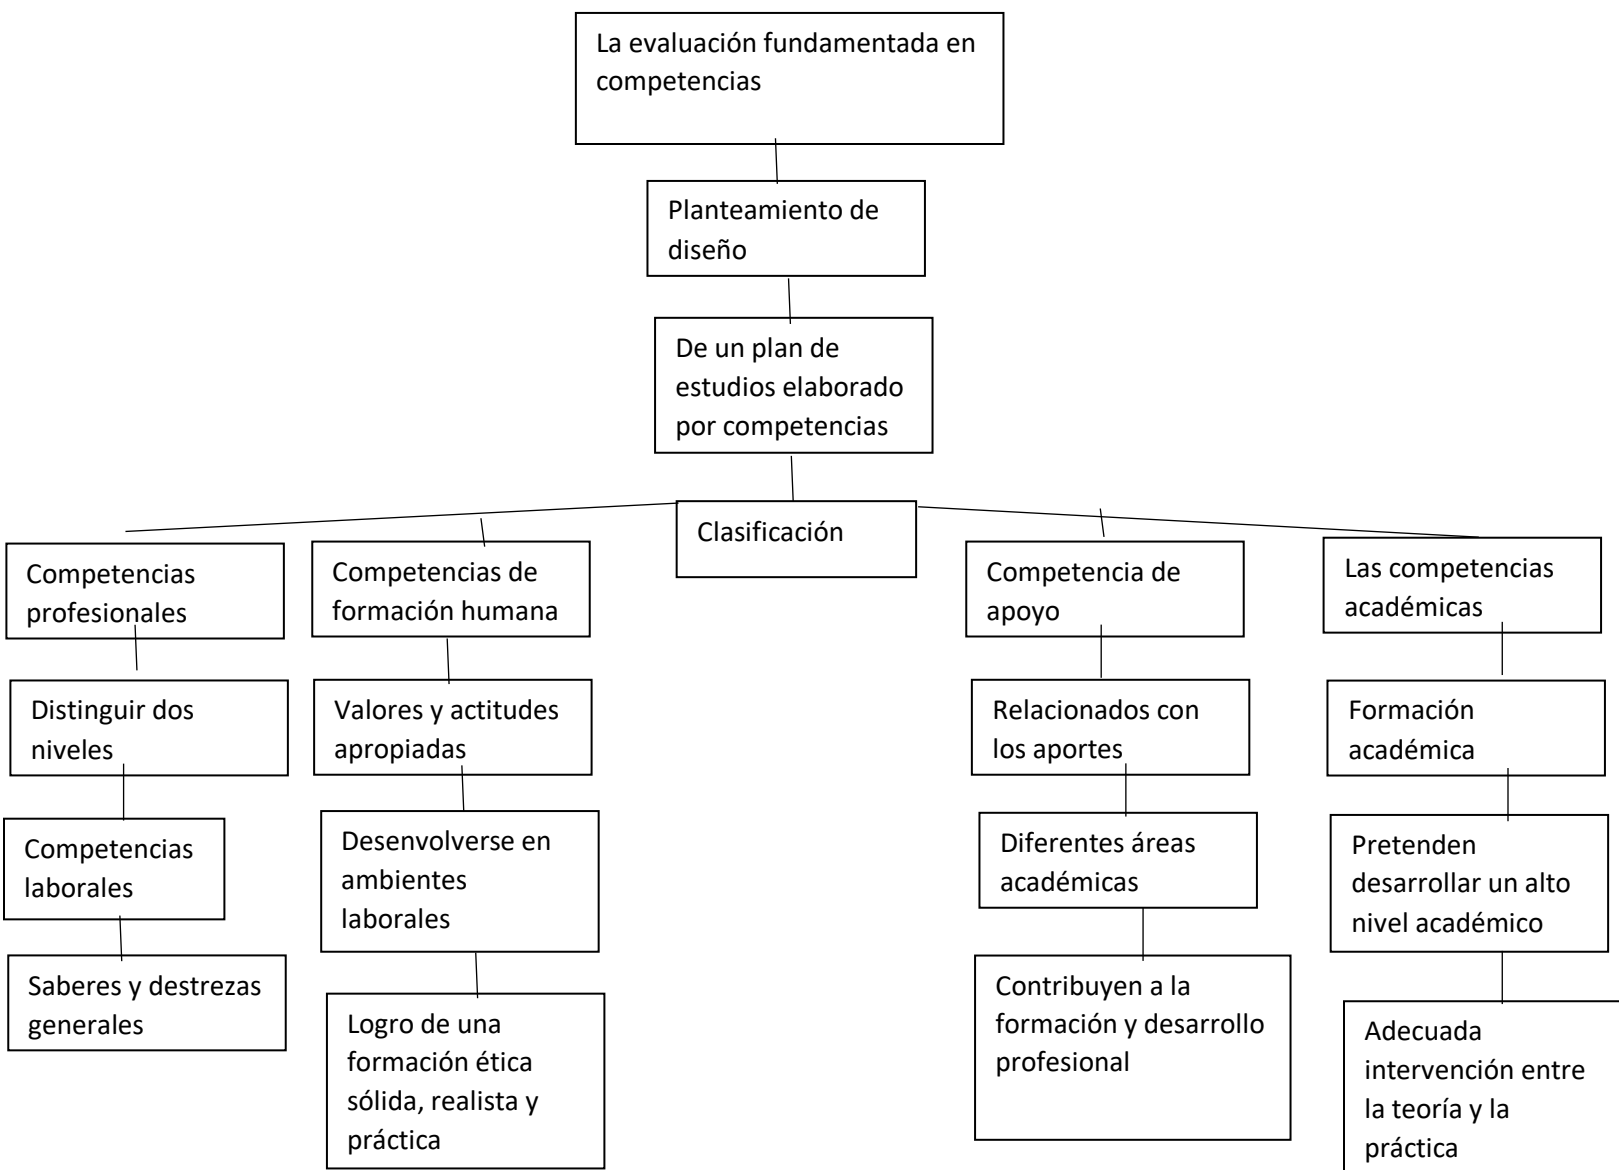 La evaluación fundamentada en
competencias
Planteamiento de
diseño
De un plan de
estudios elaborado
por competencias
Clasificación
Competencias
profesionales
Distinguir dos
niveles
Competencias
laborales
Saberes y destrezas
generales
Competencias de
formación humana
Valores y actitudes
apropiadas
Desenvolverse en
ambientes
laborales
Logro de una
formación ética
sólida, realista y
práctica
Competencia de
apoyo
Relacionados con
los aportes
Diferentes áreas
académicas
Contribuyen a la
formación y desarrollo
profesional
Las competencias
académicas
Formación
académica
Pretenden
desarrollar un alto
nivel académico
Adecuada
intervención entre
la teoría y la
práctica